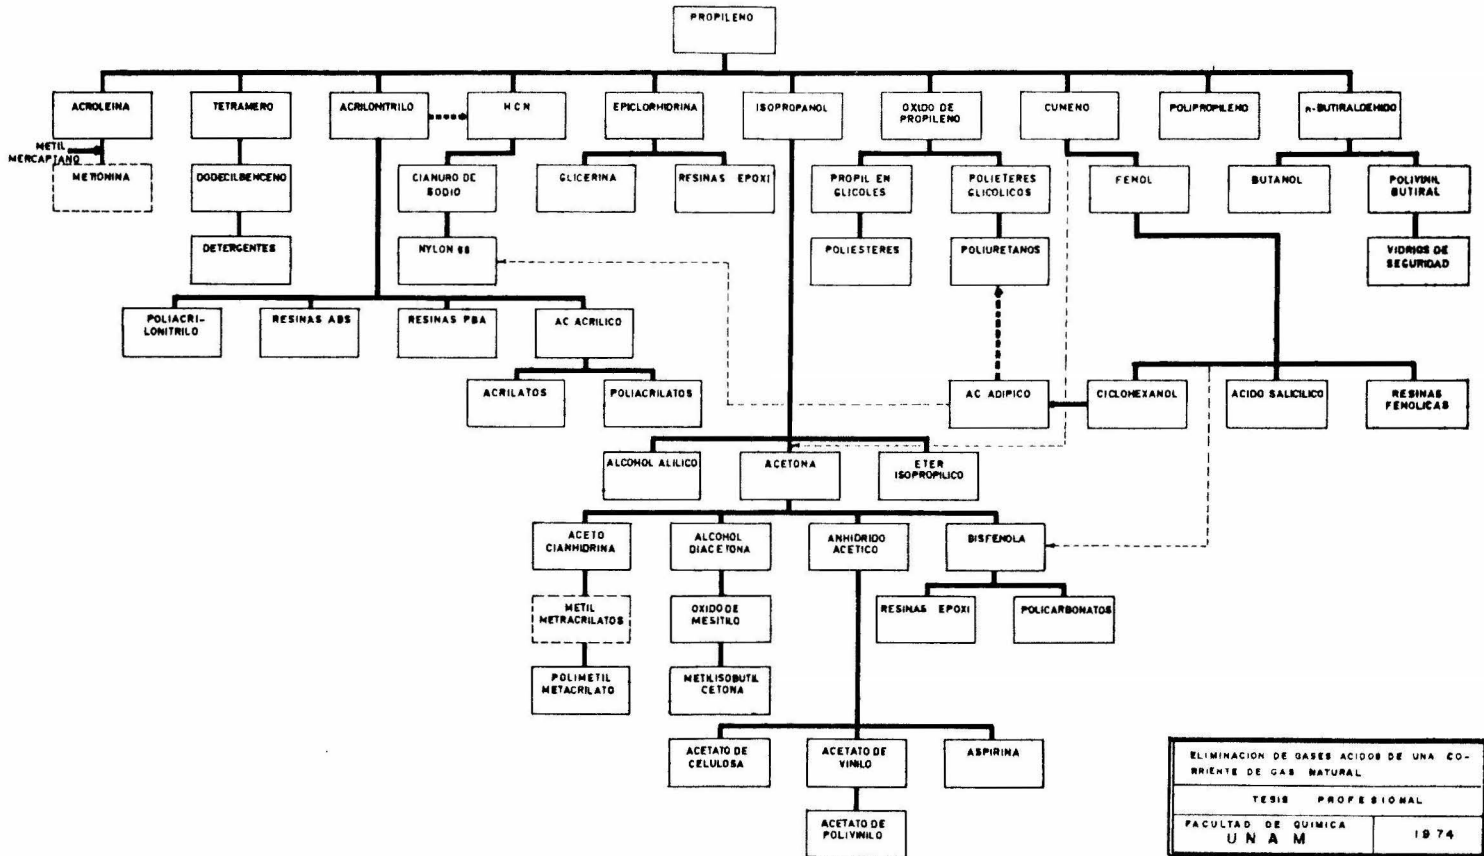 PROPILENO
ACROLEINA
TETRAMERO
ACRILONITRILO
HCN
EPICLORHIDRINA
ISOPROPANOL
OXIDO DE
PROPILENO
CUMENO
POLIPROPILENO
n-BUTIRALDEHIDO
METIL
MERCAPTANO
METIONINA
DODECILBENCENO
CIANURO DE
SODIO
GLICERINA
RESINAS EPOXI
PROPIL EN
GLICOLES
POLIETERES
GLICOLICOS
FENOL
BUTANOL
POLIVINIL
BUTIRAL
DETERGENTES
NYLON 66
POLIESTERES
POLIURETANOS
VIDRIOS DE
SEGURIDAD
POLIACRI-
LONITRILO
RESINAS ABS
RESINAS PBA
AC ACRILICO
ACRILATOS
POLIACRILATOS
AC ADIPICO
CICLOHEXANOL
ACIDO SALICILICO
RESINAS
FENOLICAS
ALCOHOL ALILICO
ACETONA
ETER
ISOPROPILICO
ACETO
CIANHIDRINA
ALCOHOL
DIACETONA
ANHIDRIDO
ACETICO
BISFENOLA
METIL
METRACRILATOS
OXIDO DE
MESITILO
RESINAS EPOXI
POLICARBONATOS
POLIMETIL
METACRILATO
METILISOBUTIL
CETONA
ACETATO DE
CELULOSA
ACETATO DE
VINILO
ASPIRINA
ACETATO DE
POLIVINILO
ELIMINACION DE GASES ACIDOS DE UNA CO-
RRIENTE DE GAS NATURAL
TESIS PROFESIONAL
FACULTAD DE QUIMICA
UNAM
1974